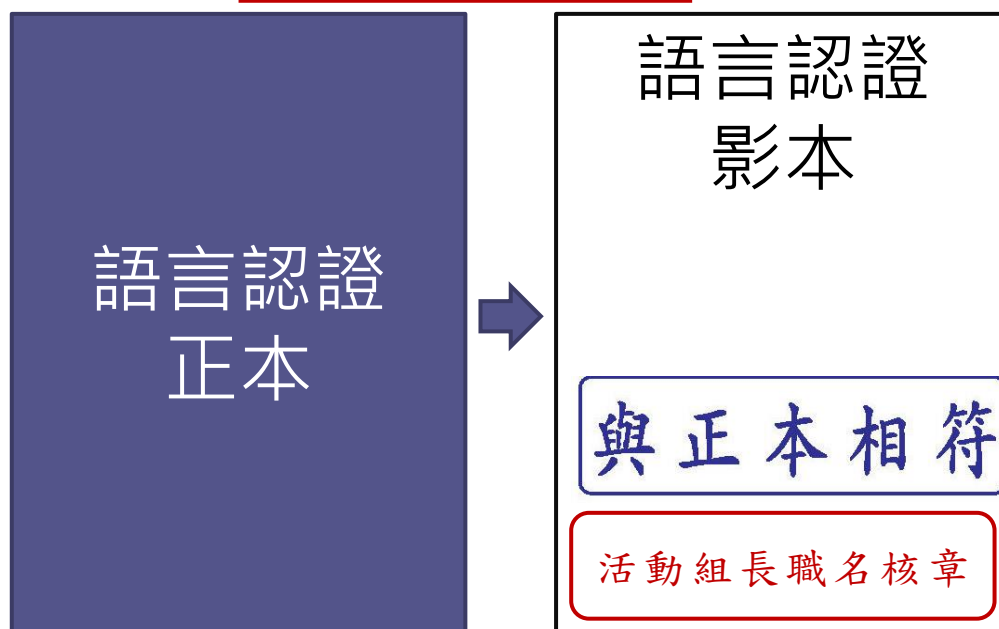 語言認證
正本
語言認證
影本
與正本相符
活動組長職名核章